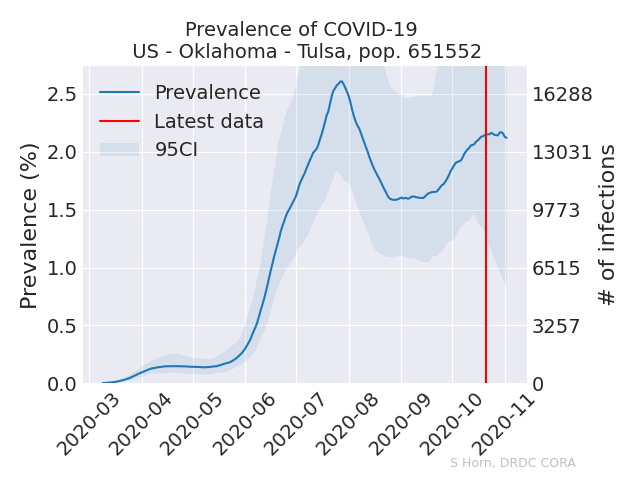 Prevalence of COVID-19
US - Oklahoma - Tulsa, pop. 651552
Prevalence
Latest data
95CI
Prevalence (%)
2.5
2.0
1.5
1.0
0.5
0.0
16288
13031
9773
6515
3257
0
# of infections
2020-03
2020-04
2020-05
2020-06
2020-07
2020-08
2020-09
2020-10
2020-11
S Horn, DRDC CORA